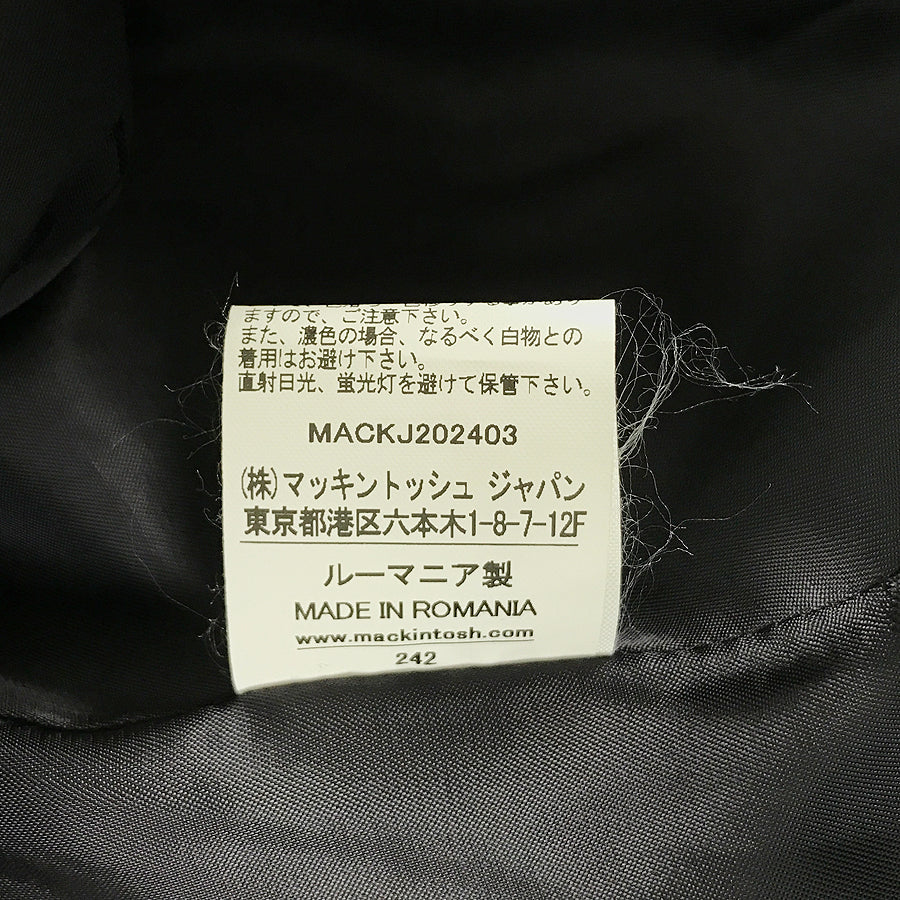 ますので、ご注意下さい。
また、濃色の場合、なるべく白物との
着用はお避け下さい。
直射日光、蛍光灯を避けて保管下さい。
MACKJ202403
(株)マッキントッシュ ジャパン
東京都港区六本木1-8-7-12F
ルーマニア製
MADE IN ROMANIA
www.mackintosh.com
242